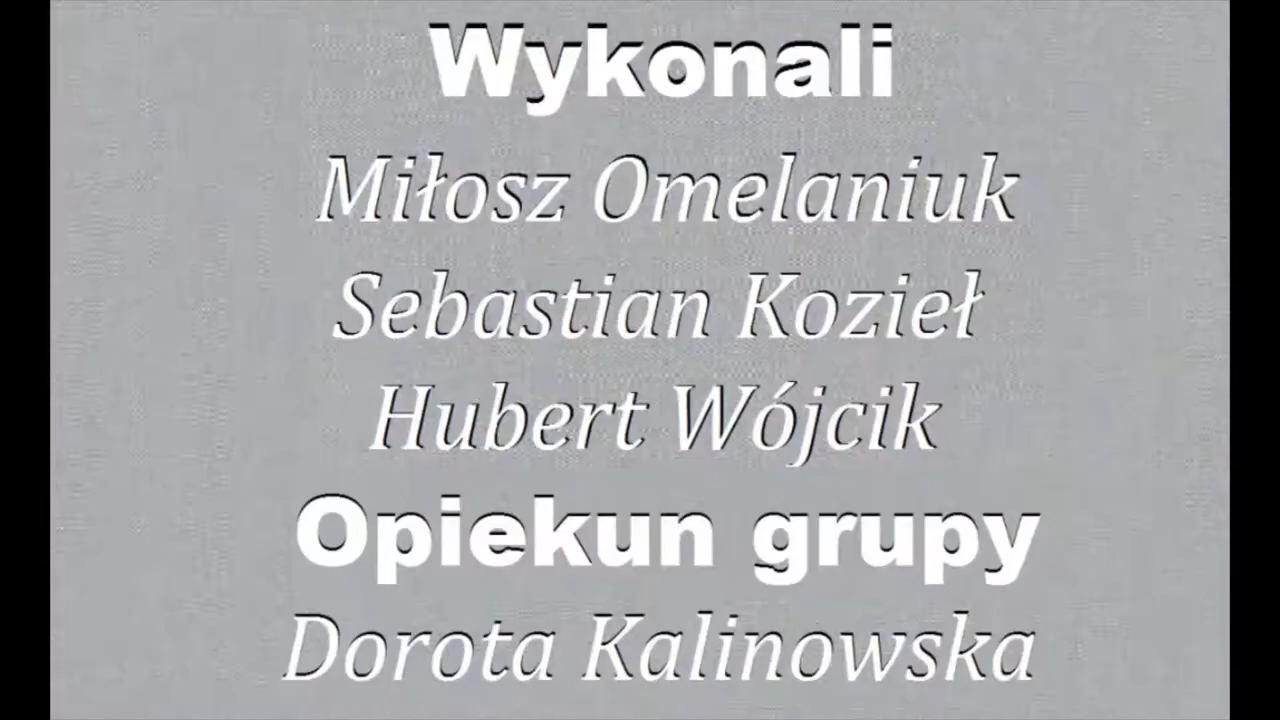 Wykonali
Miłosz Omelaniuk
Sebastian Kozieł
Hubert Wójcik
Opiekun grupy
Dorota Kalinowska